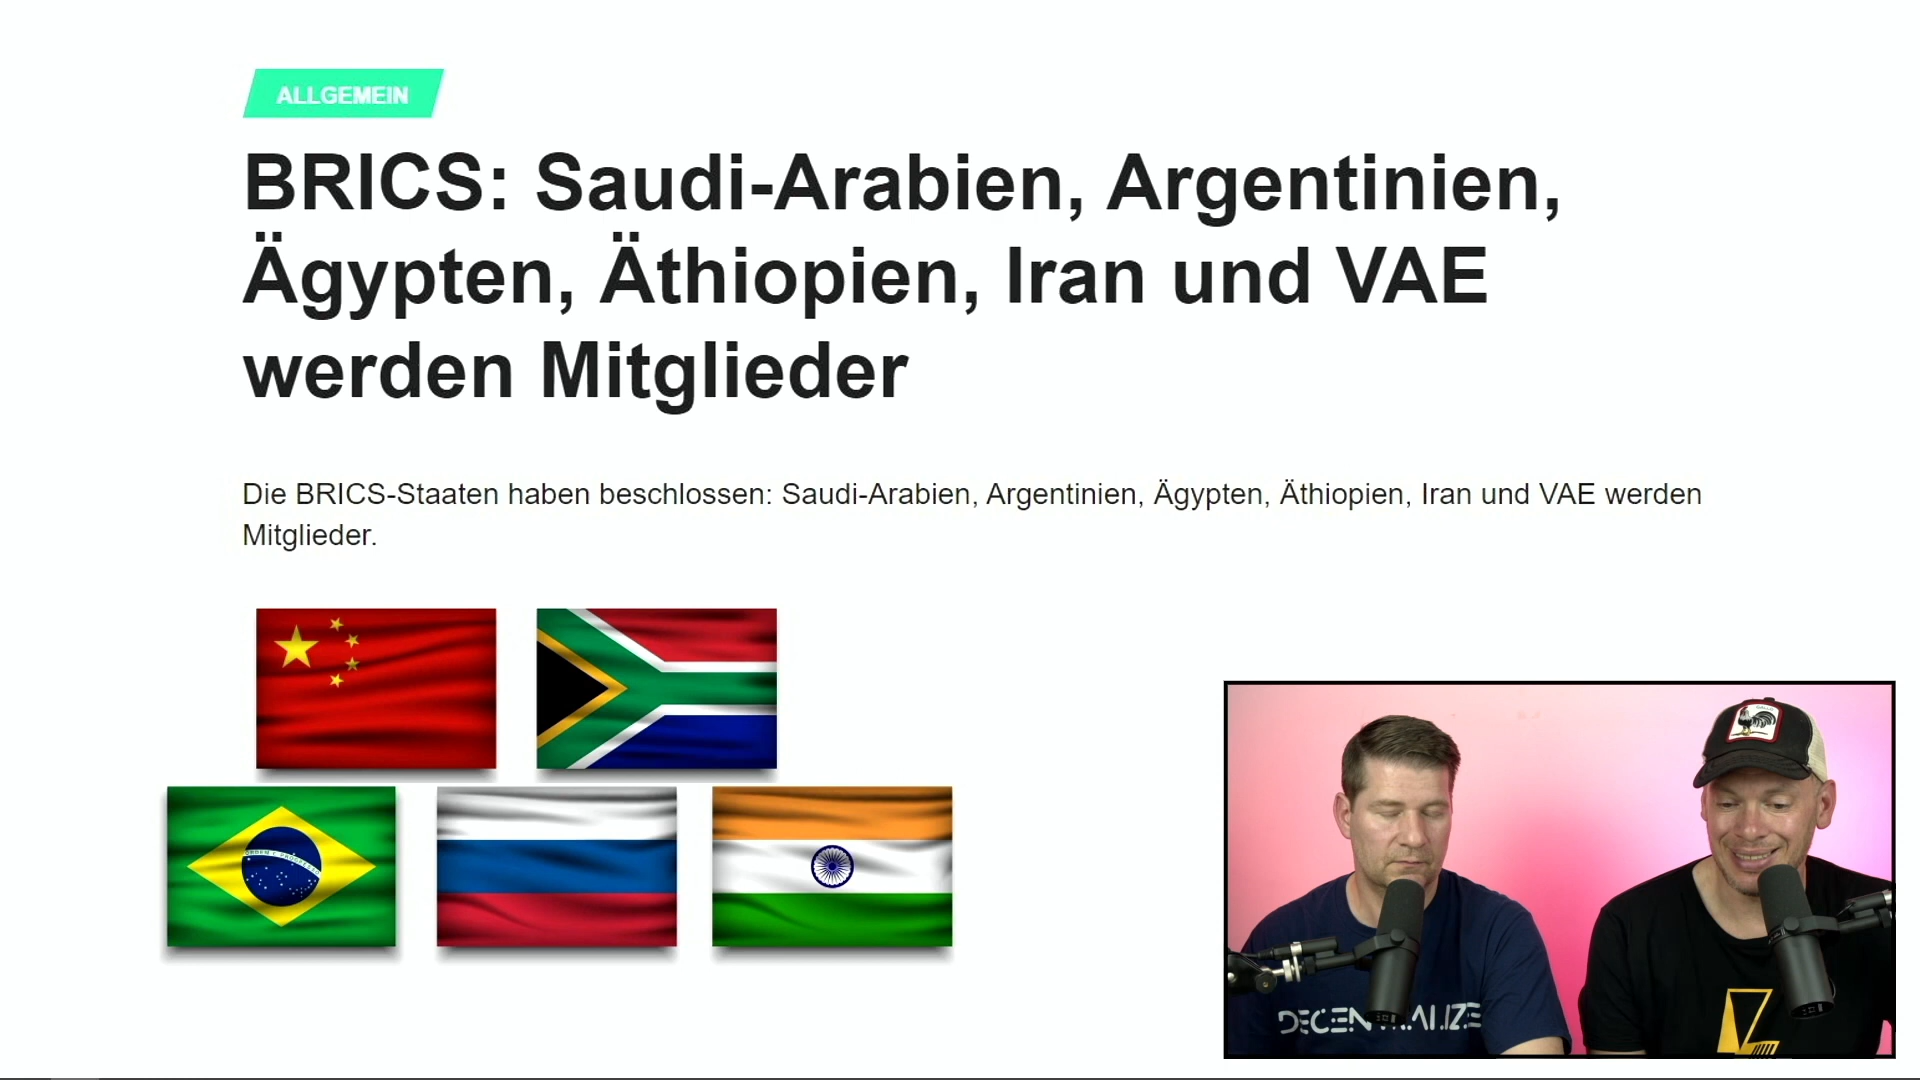 ALLGEMEIN
BRICS: Saudi-Arabien, Argentinien,
Ägypten, Äthiopien, Iran und VAE
werden Mitglieder
Die BRICS-Staaten haben beschlossen: Saudi-Arabien, Argentinien, Ägypten, Äthiopien, Iran und VAE werden
Mitglieder.